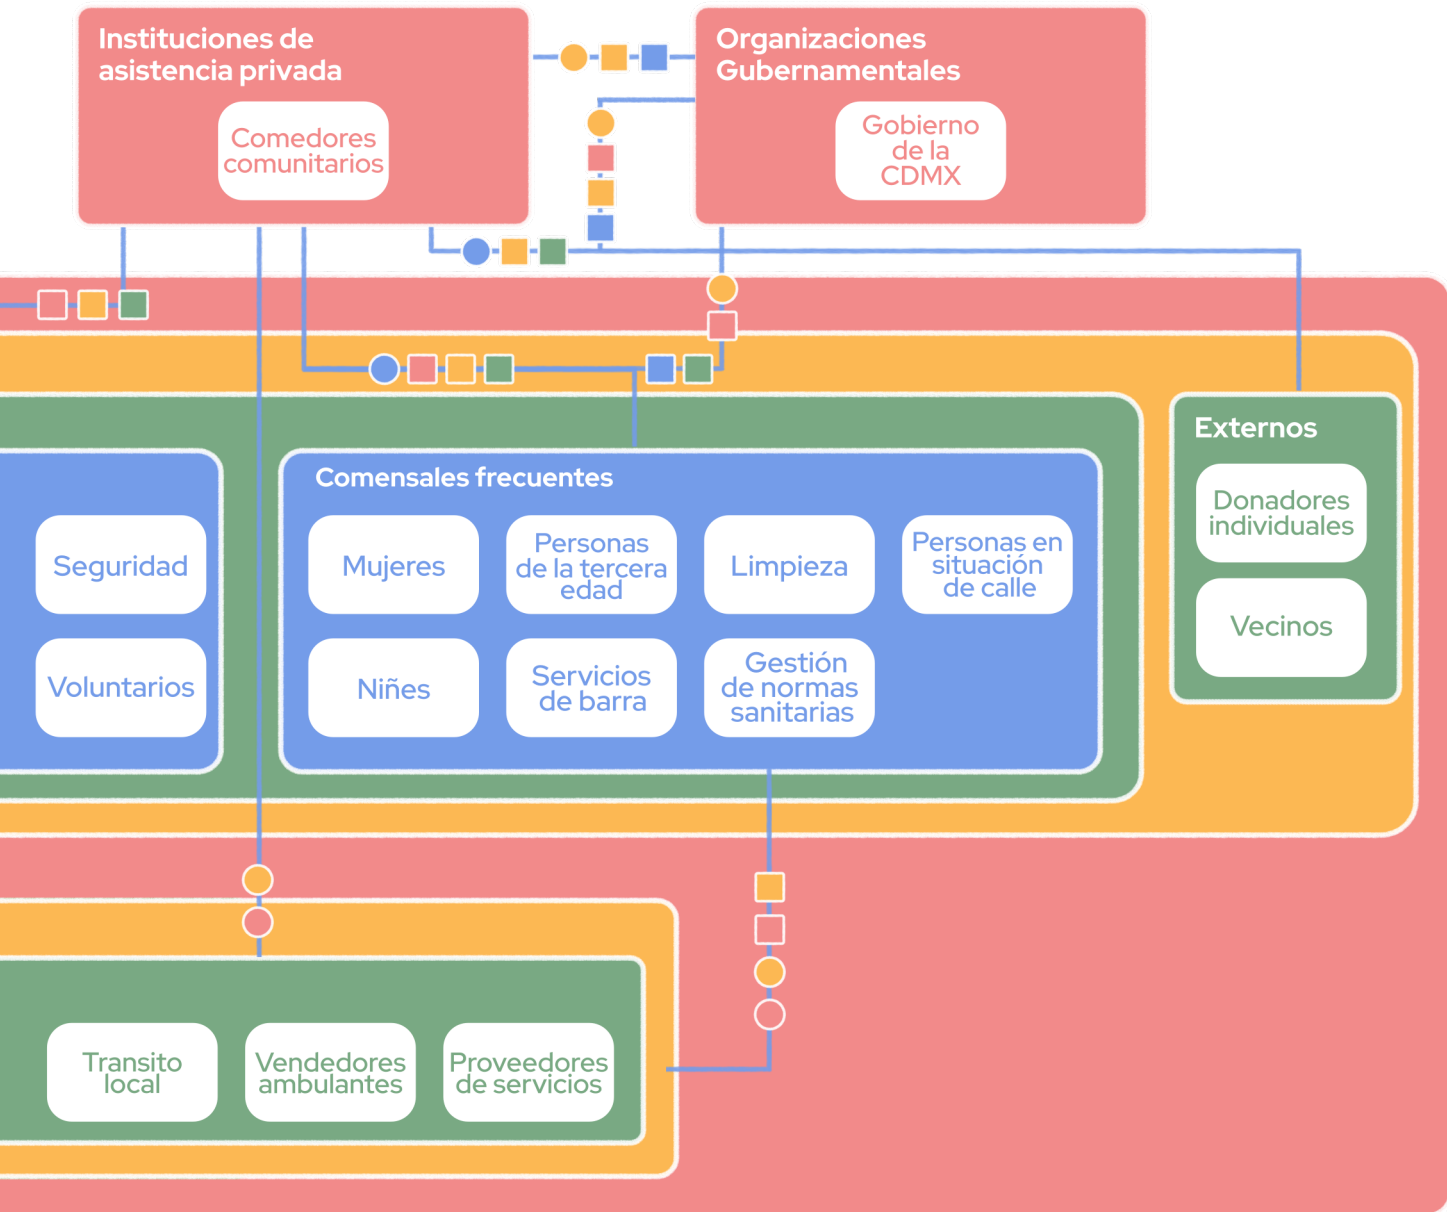 Instituciones de
asistencia privada
Comedores
comunitarios
Organizaciones
Gubernamentales
Gobierno
de la
CDMX
Externos
Donadores
individuales
Vecinos
Seguridad
Voluntarios
Comensales frecuentes
Mujeres
Personas
de la tercera
edad
Limpieza
Personas en
situación
de calle
Niñes
Servicios
de barra
Gestión
de normas
sanitarias
Transito
local
Vendedores
ambulantes
Proveedores
de servicios